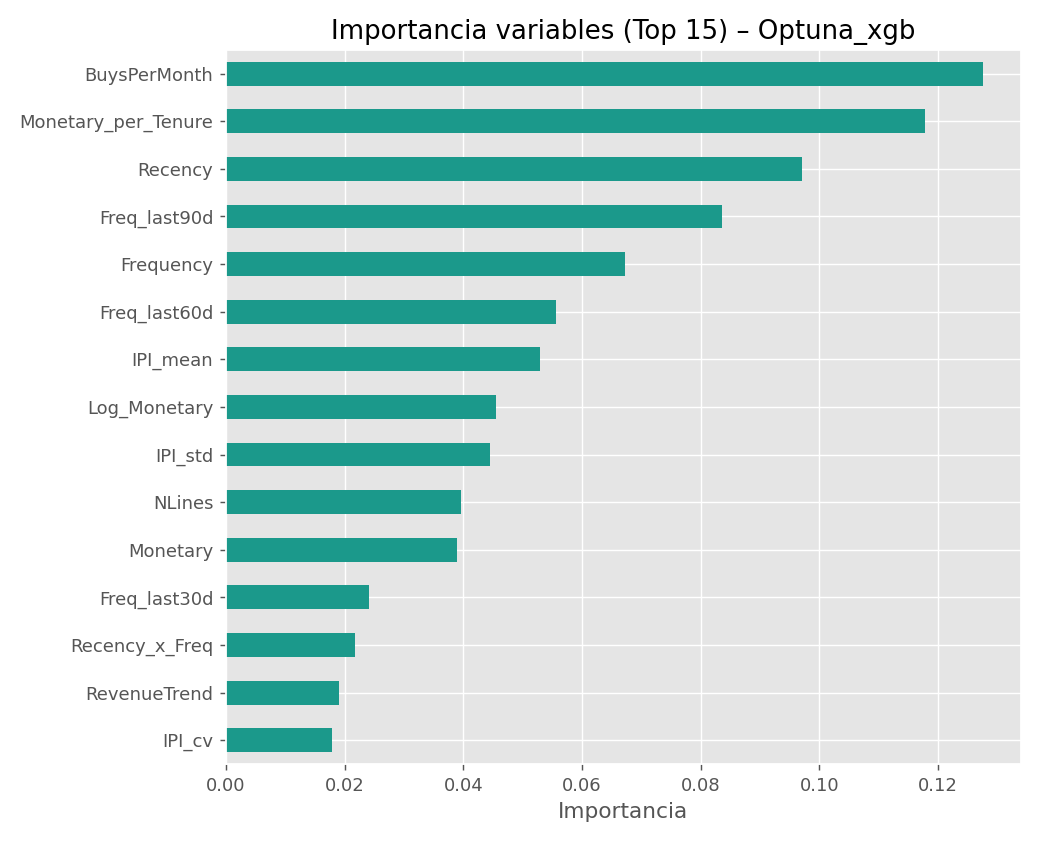 Importancia variables (Top 15) – Optuna_xgb
BuysPerMonth
Monetary_per_Tenure
Recency
Freq_last90d
Frequency
Freq_last60d
IPI_mean
Log_Monetary
IPI_std
NLines
Monetary
Freq_last30d
Recency_x_Freq
RevenueTrend
IPI_cv
0.00 0.02 0.04 0.06 0.08 0.10 0.12
Importancia